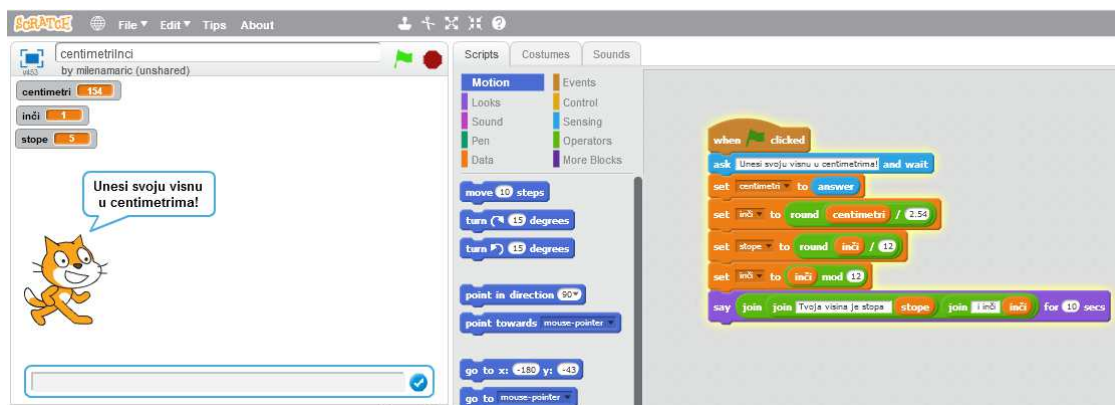 SCRATCH File Edit Tips About
centimetriInci
by milenamaric (unshared)
v453
centimetri 154
inči 1
stope 5
Unesi svoju visnu
u centimetrima!
Scripts Costumes Sounds
Motion Events
Looks Control
Sound Sensing
Pen Operators
Data More Blocks
move 10 steps
turn 15 degrees
turn 15 degrees
point in direction 90
point towards mouse-pointer
go to x: -180 y: -43
go to mouse-pointer
when clicked
ask Unesi svoju visnu u centimetrima! and wait
set centimetri to answer
set inči to round centimetri / 2.54
set stope to round inči / 12
set inči to inči mod 12
say join join Tvoja visina je stopa stope join i inči inči for 10 secs